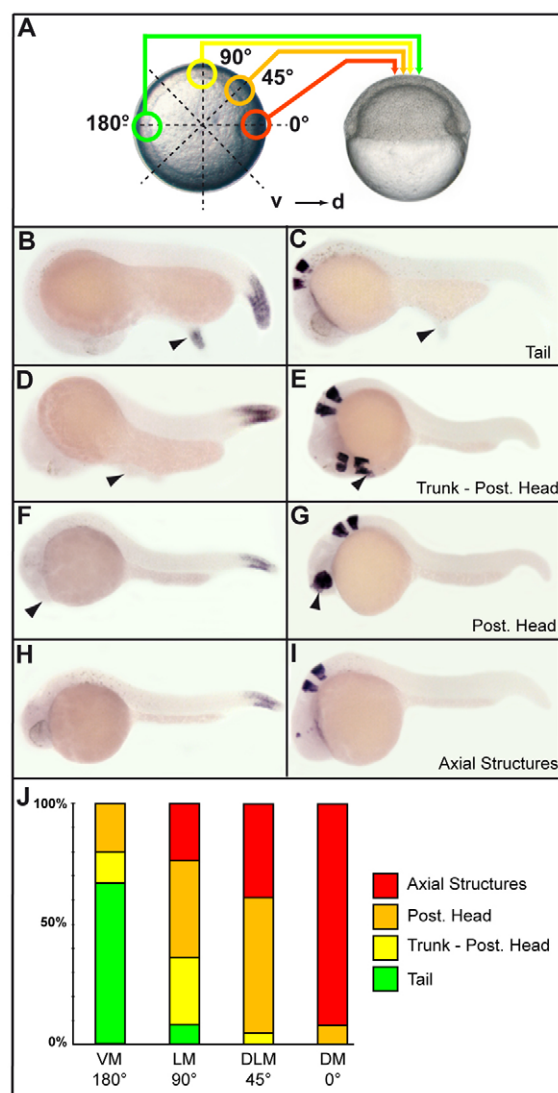 A
90°
45°
180°
0°
v → d
B
C
Tail
D
E
Trunk - Post. Head
F
G
Post. Head
H
I
Axial Structures
J
100%
50%
0%
VM
LM
DLM
DM
180°
90°
45°
0°
Axial Structures
Post. Head
Trunk - Post. Head
Tail